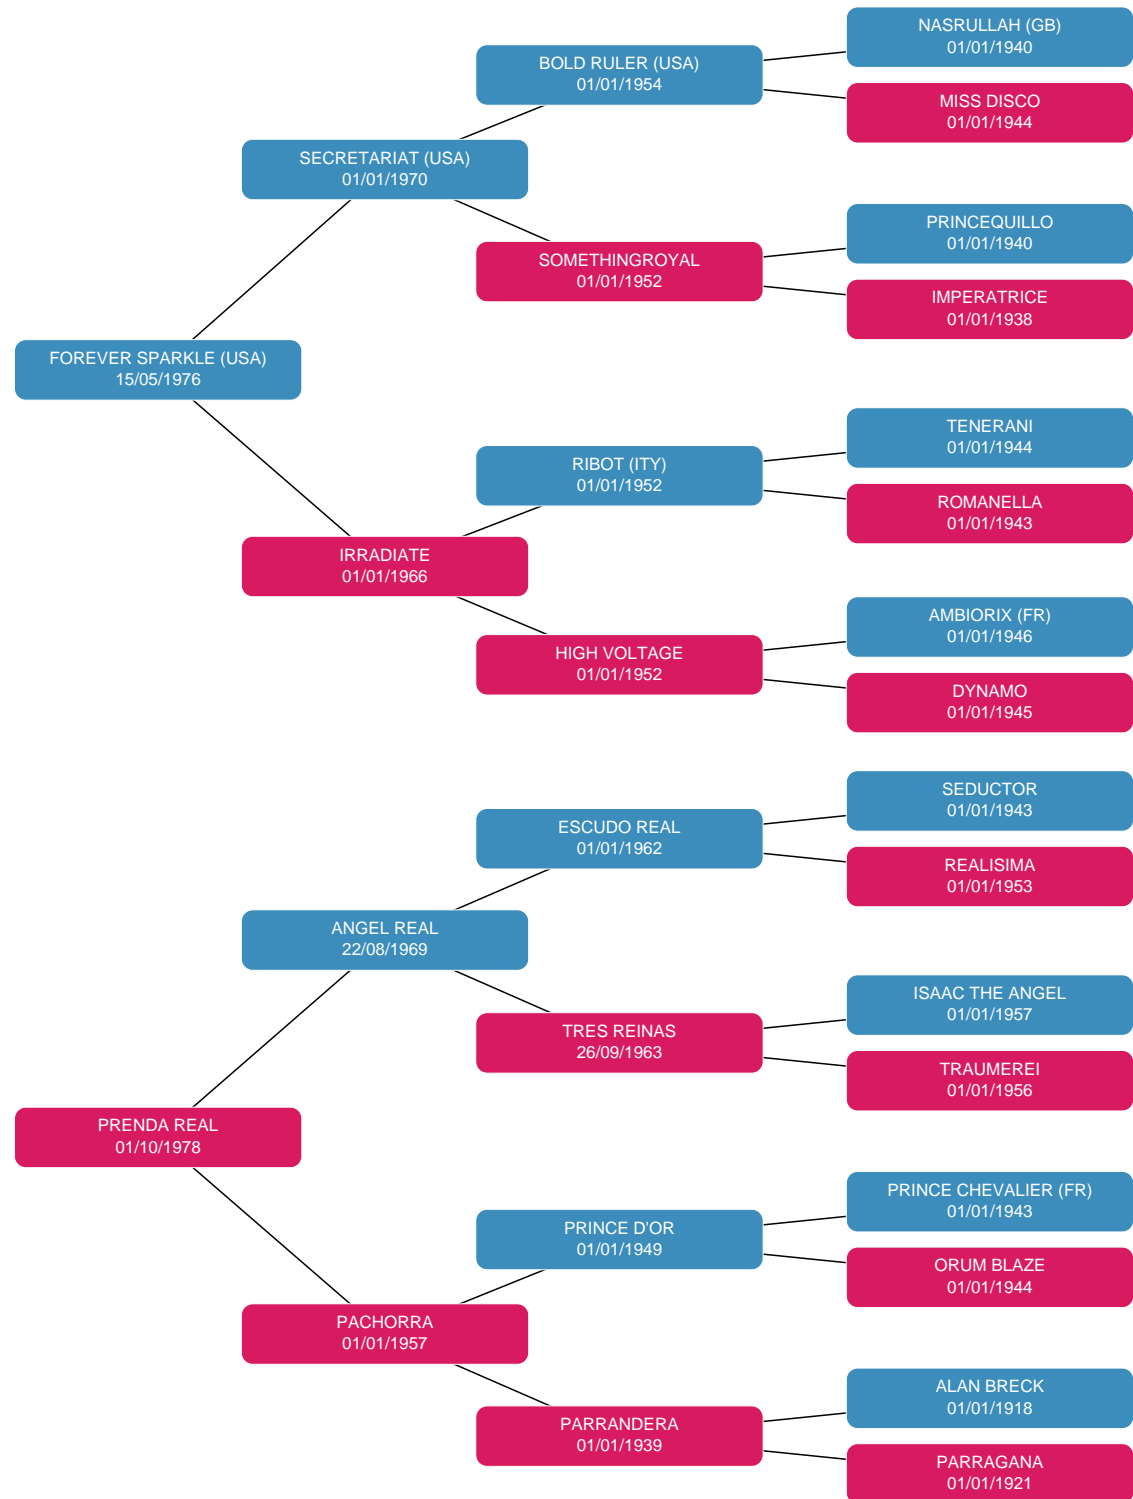 NASRULLAH (GB)
01/01/1940
BOLD RULER (USA)
01/01/1954
MISS DISCO
01/01/1944
SECRETARIAT (USA)
01/01/1970
PRINCEQUILLO
01/01/1940
SOMETHINGROYAL
01/01/1952
IMPERATRICE
01/01/1938
FOREVER SPARKLE (USA)
15/05/1976
TENERANI
01/01/1944
RIBOT (ITY)
01/01/1952
ROMANELLA
01/01/1943
IRRADIATE
01/01/1966
AMBIORIX (FR)
01/01/1946
HIGH VOLTAGE
01/01/1952
DYNAMO
01/01/1945
SEDUCTOR
01/01/1943
ESCUDO REAL
01/01/1962
REALISIMA
01/01/1953
ANGEL REAL
22/08/1969
ISAAC THE ANGEL
01/01/1957
TRES REINAS
26/09/1963
TRAUMEREI
01/01/1956
PRENDA REAL
01/10/1978
PRINCE CHEVALIER (FR)
01/01/1943
PRINCE D'OR
01/01/1949
ORUM BLAZE
01/01/1944
PACHORRA
01/01/1957
ALAN BRECK
01/01/1918
PARRANDERA
01/01/1939
PARRAGANA
01/01/1921